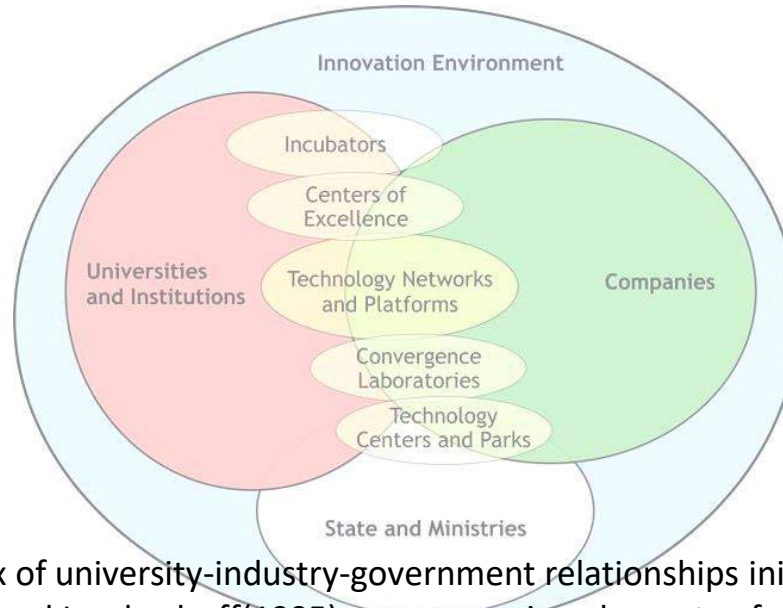 Innovation Environment
Incubators
Centers of
Excellence
Universities
and Institutions
Technology Networks
and Platforms
Companies
Convergence
Laboratories
Technology
Centers and Parks
State and Ministries
of university-industry-government relationships